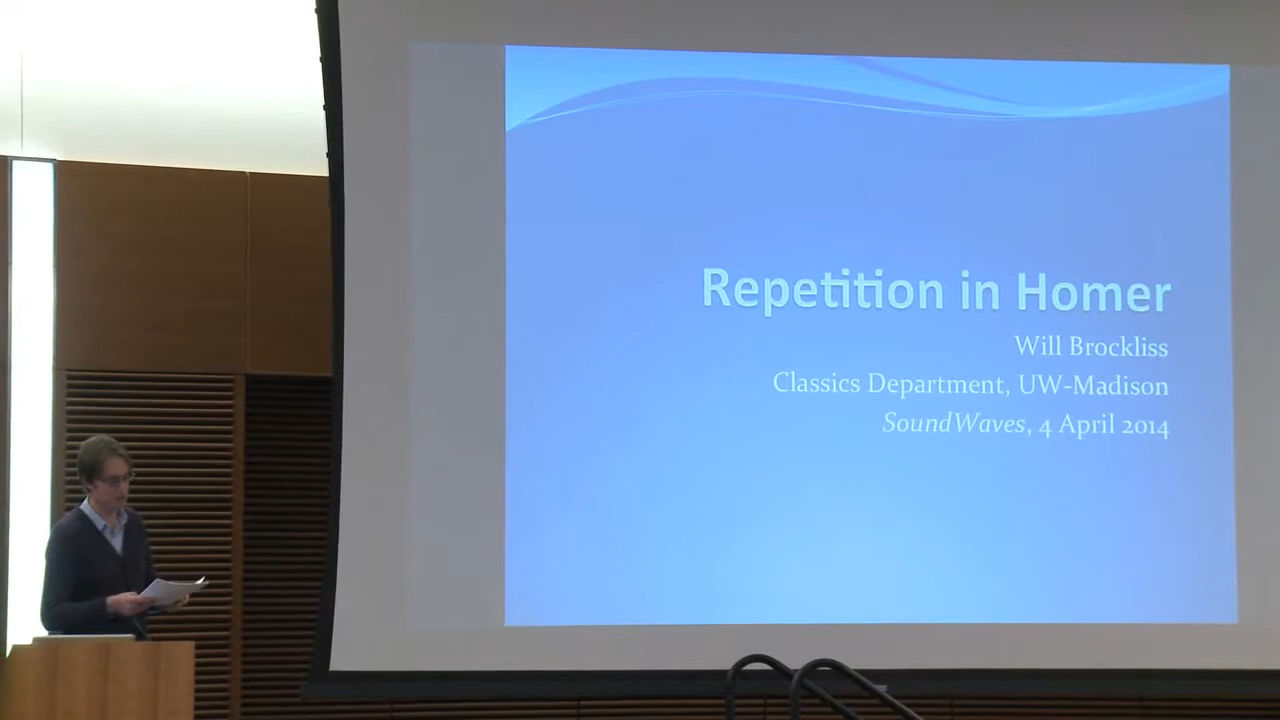 Repetition in Homer
Will Brockliss
Classics Department, UW-Madison
SoundWaves, 4 April 2014